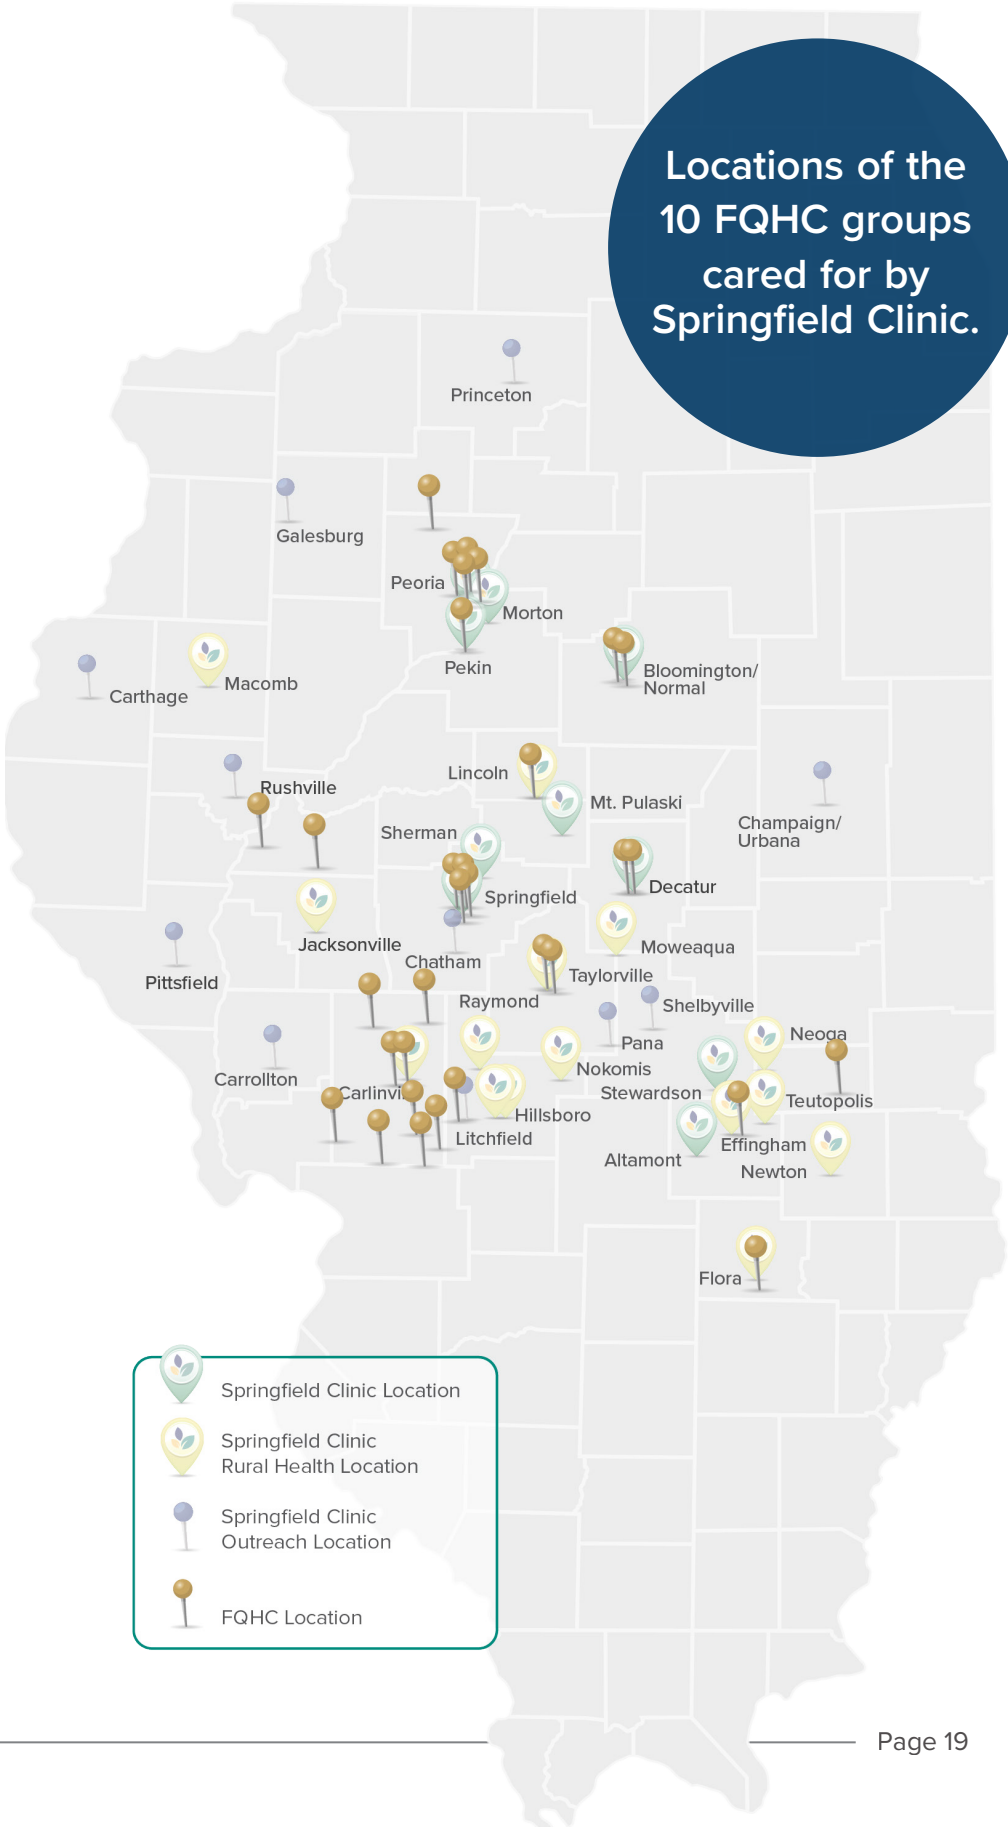 Locations of the
10 FQHC groups
cared for by
Springfield Clinic.
Princeton
Galesburg
Peoria
Morton
Pekin
Bloomington/
Normal
Macomb
Carthage
Lincoln
Rushville
Mt. Pulaski
Champaign/
Urbana
Sherman
Decatur
Springfield
Jacksonville
Moweaqua
Chatham
Taylorville
Pittsfield
Raymond
Shelbyville
Neoga
Pana
Nokomis
Carrollton
Carlinvi
Stewardson
Teutopolis
Hillsboro
Litchfield
Effingham
Altamont
Newton
Flora
Springfield Clinic Location
Springfield Clinic
Rural Health Location
Springfield Clinic
Outreach Location
FQHC Location
Page 19